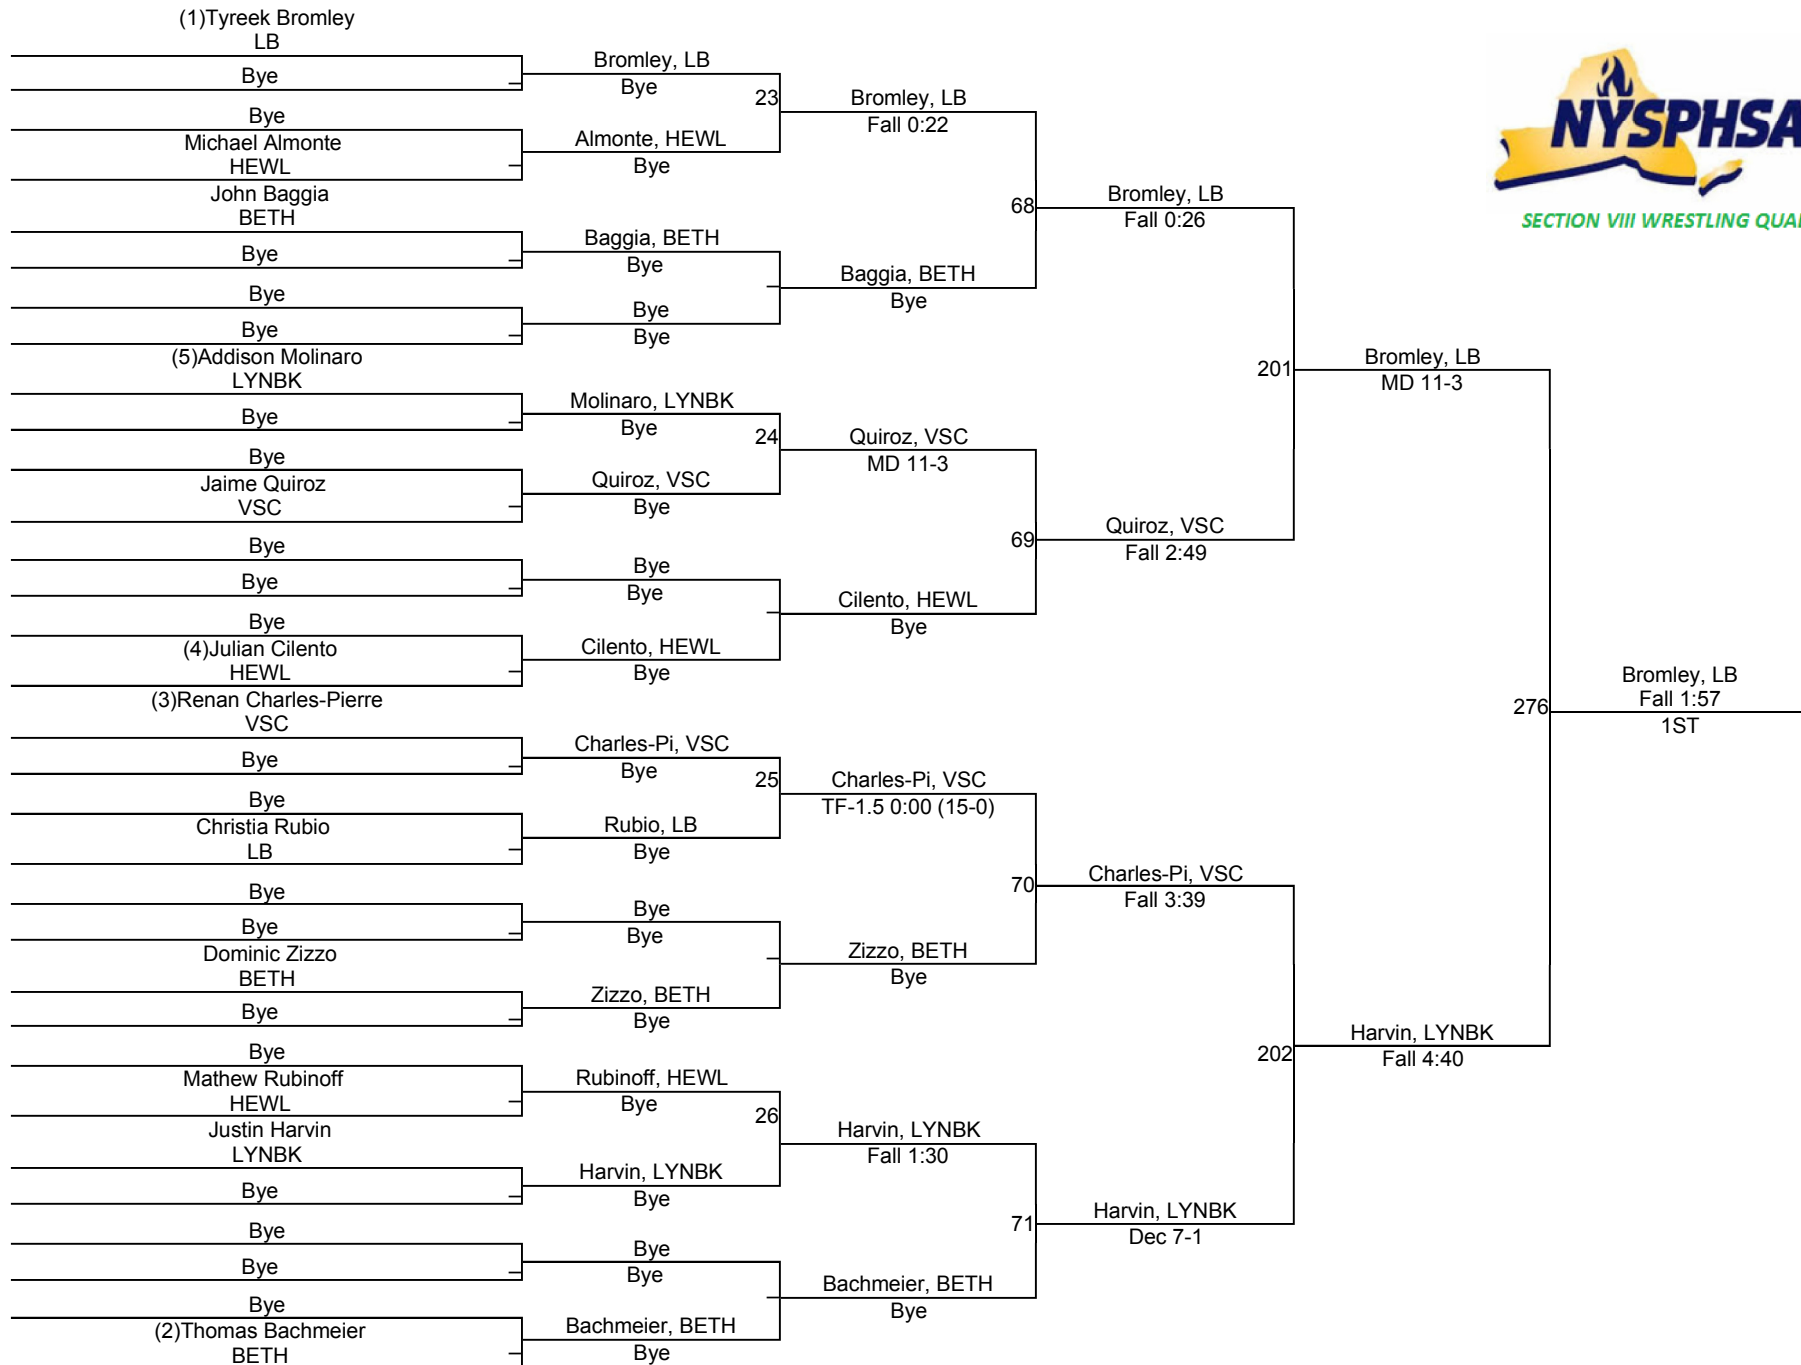 (1)Tyreek Bromley
LB
Bye
Bye
Michael Almonte
HEWL
John Baggia
BETH
Bye
Bye
Bye
(5)Addison Molinaro
LYNBK
Bye
Bye
Jaime Quiroz
VSC
Bye
Bye
Bye
(4)Julian Cilento
HEWL
(3)Renan Charles-Pierre
VSC
Bye
Bye
Christia Rubio
LB
Bye
Bye
Dominic Zizzo
BETH
Bye
Bye
Mathew Rubinoff
HEWL
Justin Harvin
LYNBK
Bye
Bye
Bye
Bye
(2)Thomas Bachmeier
BETH
Bromley, LB
Bye
23
Almonte, HEWL
Bye
Baggia, BETH
Bye
Bye
Bye
Molinaro, LYNBK
Bye
24
Quiroz, VSC
Bye
Bye
Bye
Cilento, HEWL
Bye
Charles-Pi, VSC
Bye
25
Rubio, LB
Bye
Bye
Bye
Zizzo, BETH
Bye
Rubinoff, HEWL
Bye
26
Harvin, LYNBK
Bye
Bye
Bye
Bachmeier, BETH
Bye
Bromley, LB
Fall 0:22
68
Baggia, BETH
Bye
Quiroz, VSC
MD 11-3
69
Cilento, HEWL
Bye
Charles-Pi, VSC
TF-1.5 0:00 (15-0)
70
Zizzo, BETH
Bye
Harvin, LYNBK
Fall 1:30
71
Bachmeier, BETH
Bye
Bromley, LB
Fall 0:26
201
Quiroz, VSC
Fall 2:49
Charles-Pi, VSC
Fall 3:39
202
Harvin, LYNBK
Dec 7-1
Bromley, LB
MD 11-3
276
Harvin, LYNBK
Fall 4:40
Bromley, LB
Fall 1:57
1ST
NYSPHSA
SECTION VIII WRESTLING QUAL